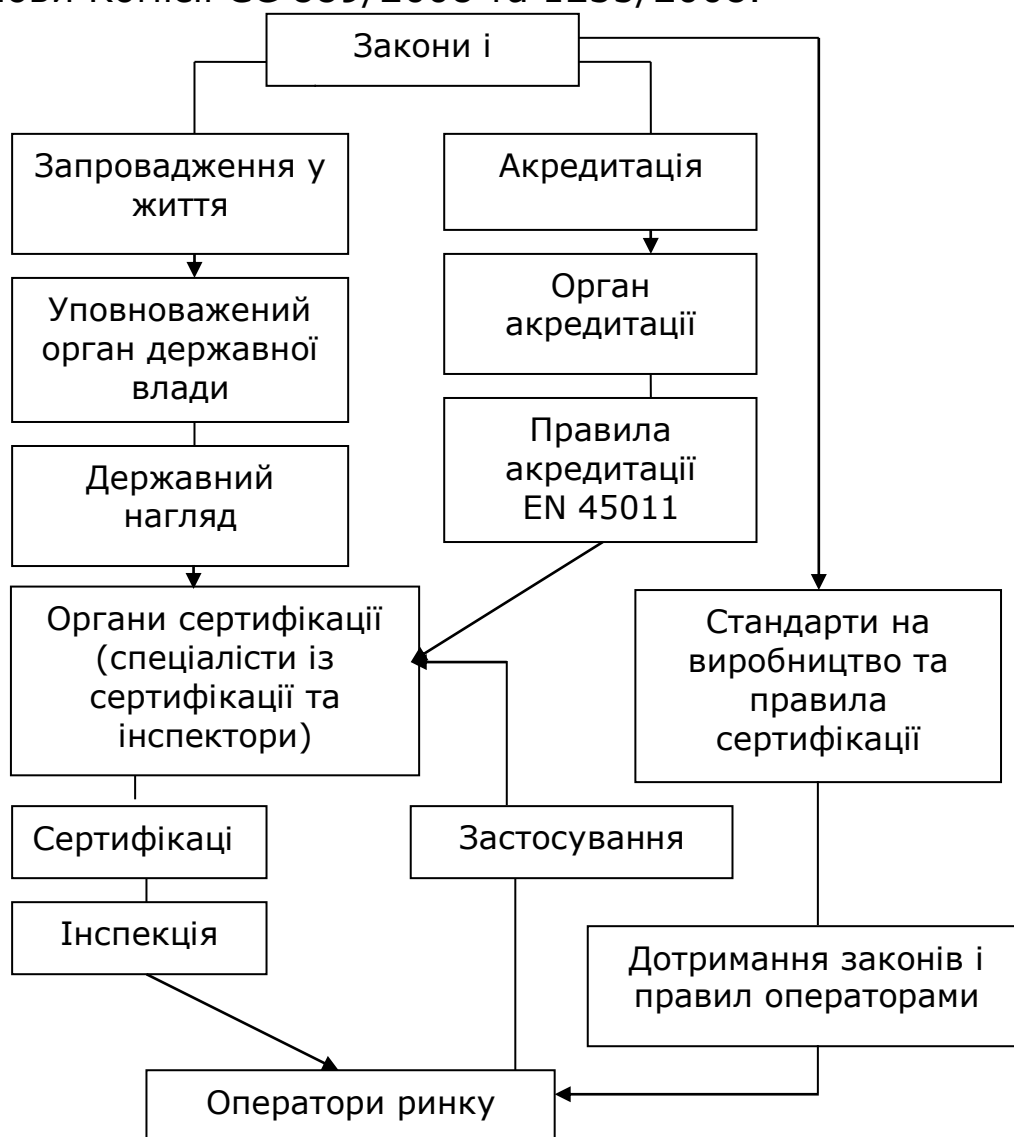 Закони і
Запровадження у
життя
Акредитація
Уповноважений
орган державної
влади
Орган
акредитації
Державний
нагляд
Правила
акредитації
EN 45011
Органи сертифікації
(спеціалісти із
сертифікації та
інспектори)
Стандарти на
виробництво та
правила
сертифікації
Сертифікаці
Застосування
Інспекція
Дотримання законів і
правил операторами
Оператори ринку